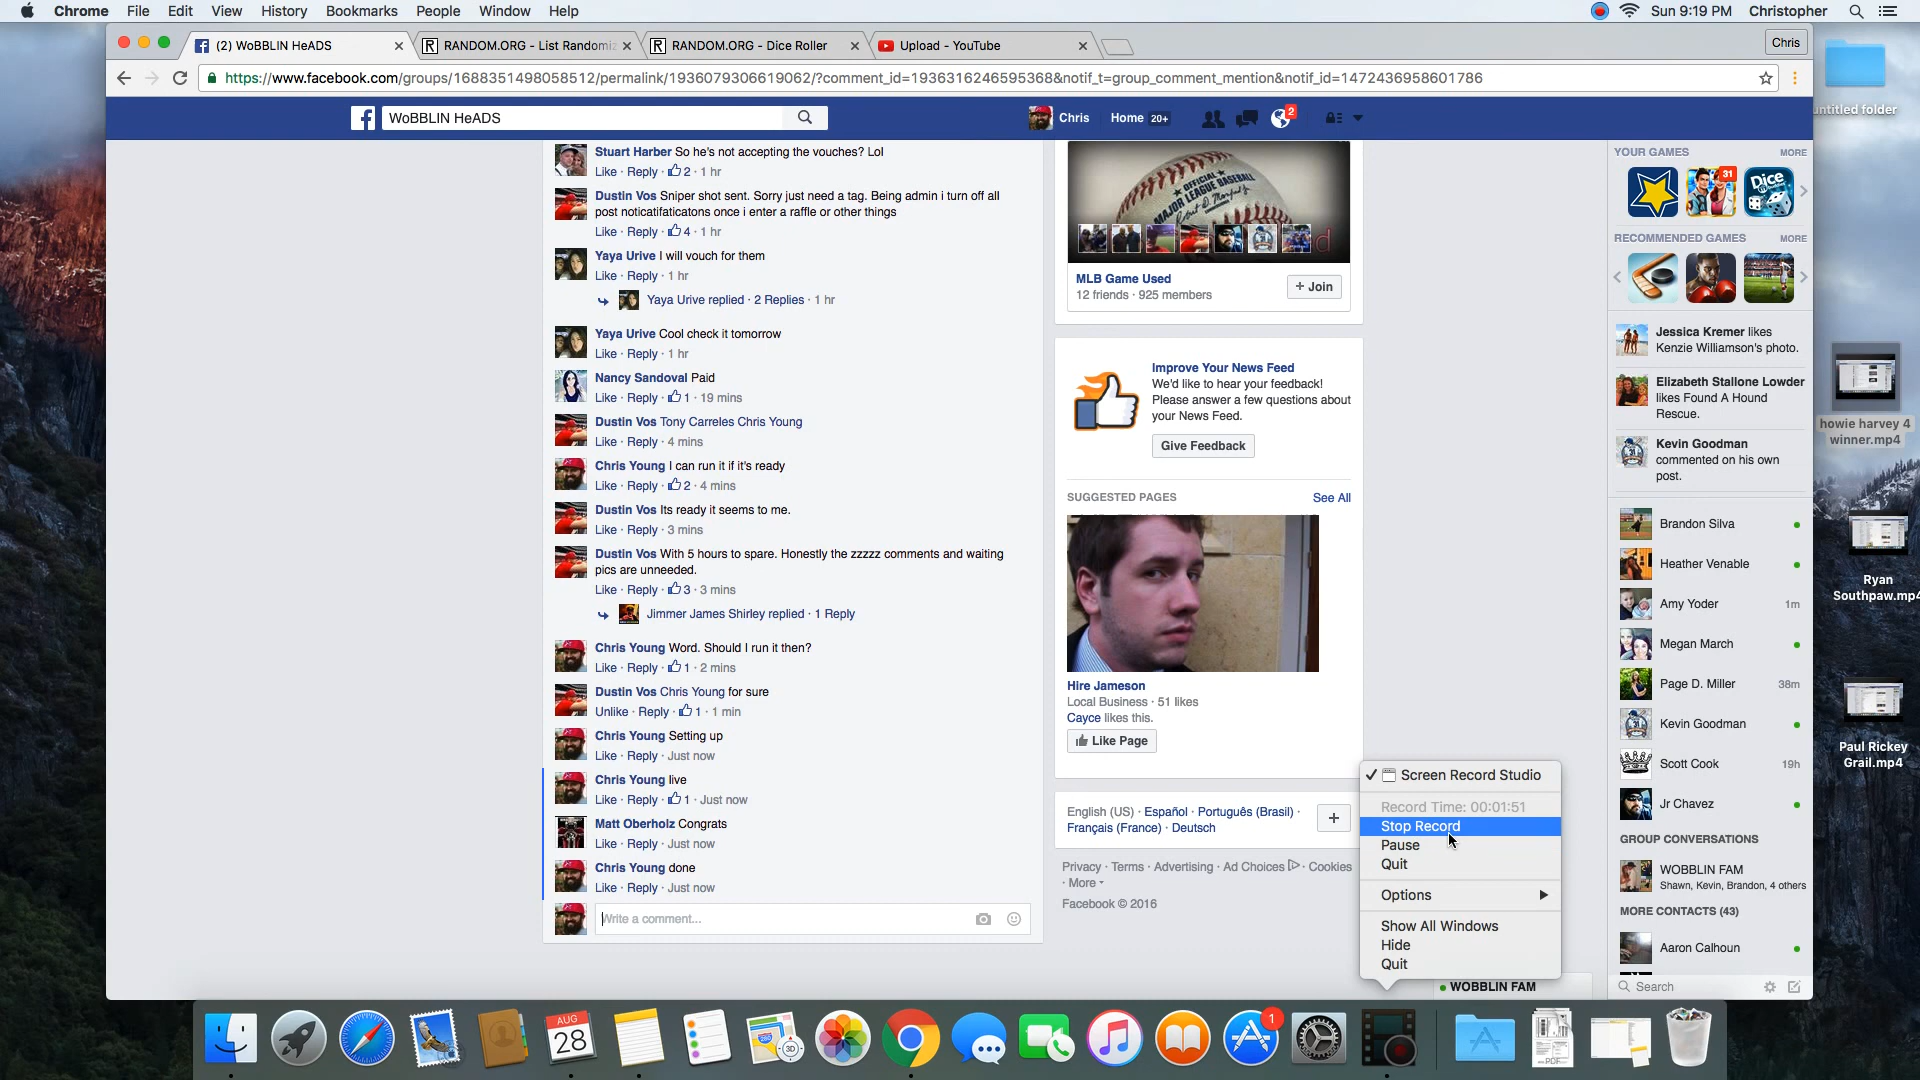 Chrome File Edit View History Bookmarks People Window Help
Sun 9:19 PM Christopher
(2) WoBBLIN HeADS
RANDOM.ORG - List Randomiz
RANDOM.ORG - Dice Roller
Upload - YouTube
Chris
https://www.facebook.com/groups/1688351498058512/permalink/1936079306619062/?comment_id=1936316246595368&notif_t=group_comment_mention&notif_id=1472436958601786
WoBBLIN HeADS
Chris Home 20+
2
Stuart Harber So he's not accepting the vouches? Lol
Like · Reply · 2 · 1 hr
Dustin Vos Sniper shot sent. Sorry just need a tag. Being admin i turn off all
post noticatifaticatons once i enter a raffle or other things
Like · Reply · 4 · 1 hr
Yaya Urive I will vouch for them
Like · Reply · 1 hr
Yaya Urive replied · 2 Replies · 1 hr
Yaya Urive Cool check it tomorrow
Like · Reply · 1 hr
Nancy Sandoval Paid
Like · Reply · 1 · 19 mins
Dustin Vos Tony Carreles Chris Young
Like · Reply · 4 mins
Chris Young I can run it if it's ready
Like · Reply · 2 · 4 mins
Dustin Vos Its ready it seems to me.
Like · Reply · 3 mins
Dustin Vos With 5 hours to spare. Honestly the zzzzz comments and waiting
pics are unneeded.
Like · Reply · 3 · 3 mins
Jimmer James Shirley replied · 1 Reply
Chris Young Word. Should I run it then?
Like · Reply · 1 · 2 mins
Dustin Vos Chris Young for sure
Unlike · Reply · 1 · 1 min
Chris Young Setting up
Like · Reply · Just now
Chris Young live
Like · Reply · 1 · Just now
Matt Oberholz Congrats
Like · Reply · Just now
Chris Young done
Like · Reply · Just now
Write a comment...
OFFICIAL
MAJOR LEAGUE BASEBALL
MLB Game Used
12 friends · 925 members
+ Join
Improve Your News Feed
We'd like to hear your feedback!
Please answer a few questions about
your News Feed.
Give Feedback
SUGGESTED PAGES See All
Hire Jameson
Local Business · 51 likes
Cayce likes this.
Like Page
English (US) · Español · Português (Brasil) ·
Français (France) · Deutsch
+
Privacy · Terms · Advertising · Ad Choices · Cookies
· More
Facebook © 2016
Screen Record Studio
Record Time: 00:01:51
Stop Record
Pause
Quit
Options
Show All Windows
Hide
Quit
WOBBLIN FAM
YOUR GAMES MORE
31
Dice
RECOMMENDED GAMES MORE
Jessica Kremer likes
Kenzie Williamson's photo.
Elizabeth Stallone Lowder
likes Found A Hound
Rescue.
Kevin Goodman
commented on his own
post.
Brandon Silva
Heather Venable
Amy Yoder 1m
Megan March
Page D. Miller 38m
Kevin Goodman
Scott Cook 19h
Jr Chavez
GROUP CONVERSATIONS
WOBBLIN FAM
Shawn, Kevin, Brandon, 4 others
MORE CONTACTS (43)
Aaron Calhoun
Search
untitled folder
howie harvey 4
winner.mp4
Ryan
Southpaw.mp4
Paul Rickey
Grail.mp4
AUG
28
280
3D
1
PDF